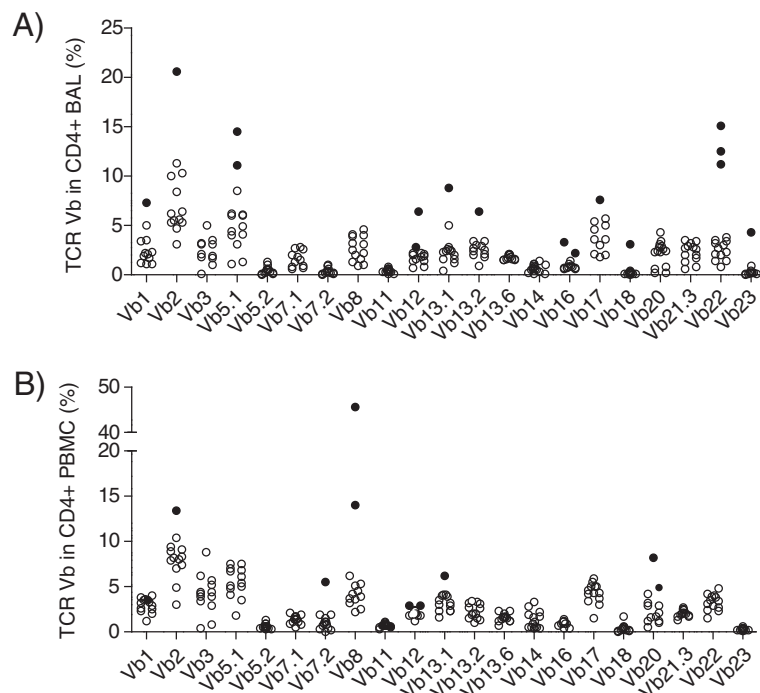 A)
TCR Vb in CD4+ BAL (%)
25
20
15
10
5
0
Vb1 Vb2 Vb3 Vb5.1 Vb5.2 Vb7.1 Vb7.2 Vb8 Vb11 Vb12 Vb13.1 Vb13.2 Vb13.6 Vb14 Vb16 Vb17 Vb18 Vb20 Vb21.3 Vb22 Vb23
B)
TCR Vb in CD4+ PBMC (%)
50
40
20
15
10
5
0
Vb1 Vb2 Vb3 Vb5.1 Vb5.2 Vb7.1 Vb7.2 Vb8 Vb11 Vb12 Vb13.1 Vb13.2 Vb13.6 Vb14 Vb16 Vb17 Vb18 Vb20 Vb21.3 Vb22 Vb23